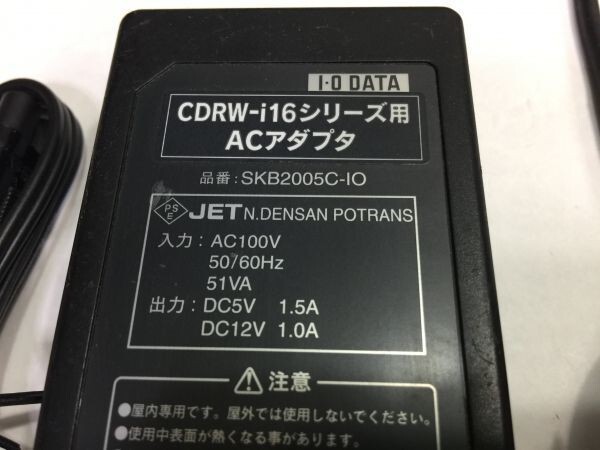 I-O DATA
CDRW-i16シリーズ用
ACアダプタ
品番：SKB2005C-IO
PSE JET N.DENSAN POTRANS
入力：AC100V
50/60Hz
51VA
出力：DC5V 1.5A
DC12V 1.0A
注意
●屋内専用です。屋外では使用しないでください。
●使用中表面が熱くなる事があります。